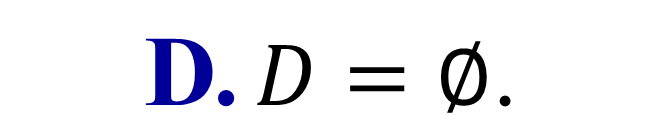 D. D = ∅.